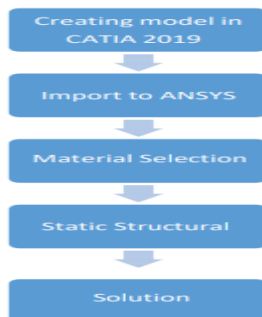 Creating model in
CATIA 2019
Import to ANSYS
Material Selection
Static Structural
Solution